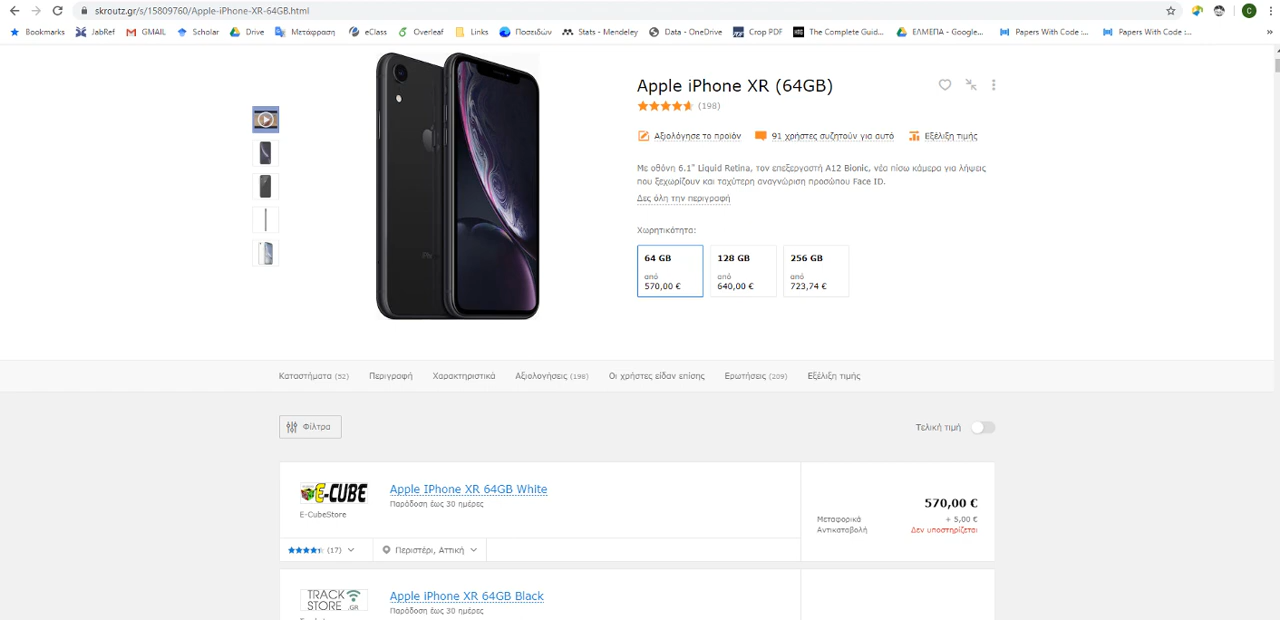 skroutz.gr/s/15809760/Apple-iPhone-XR-64GB.html
C
Bookmarks JabRef GMAIL Scholar Drive Μετάφραση eClass Overleaf Links Ποσειδών Stats - Mendeley Data - OneDrive Crop PDF The Complete Guid... ΕΛΜΕΠΑ - Google... Papers With Code :... Papers With Code :... »
Apple iPhone XR (64GB)
(198)
Αξιολόγησε το προϊόν 91 χρήστες συζητούν για αυτό Εξέλιξη τιμής
Με οθόνη 6.1" Liquid Retina, τον επεξεργαστή A12 Bionic, νέα πίσω κάμερα για λήψεις
που ξεχωρίζουν και ταχύτερη αναγνώριση προσώπου Face ID.
Δες όλη την περιγραφή
Χωρητικότητα:
64 GB 128 GB 256 GB
από από από
570,00 € 640,00 € 723,74 €
Καταστήματα (52) Περιγραφή Χαρακτηριστικά Αξιολογήσεις (198) Οι χρήστες είδαν επίσης Ερωτήσεις (209) Εξέλιξη τιμής
Φίλτρα Τελική τιμή
E-CUBE Apple IPhone XR 64GB White
Παράδοση έως 30 ημέρες
E-CubeStore
570,00 €
Μεταφορικά + 5,00 €
Αντικαταβολή Δεν υποστηρίζεται
(17) Περιστέρι, Αττική
TRACK Apple iPhone XR 64GB Black
STORE .GR Παράδοση έως 30 ημέρες